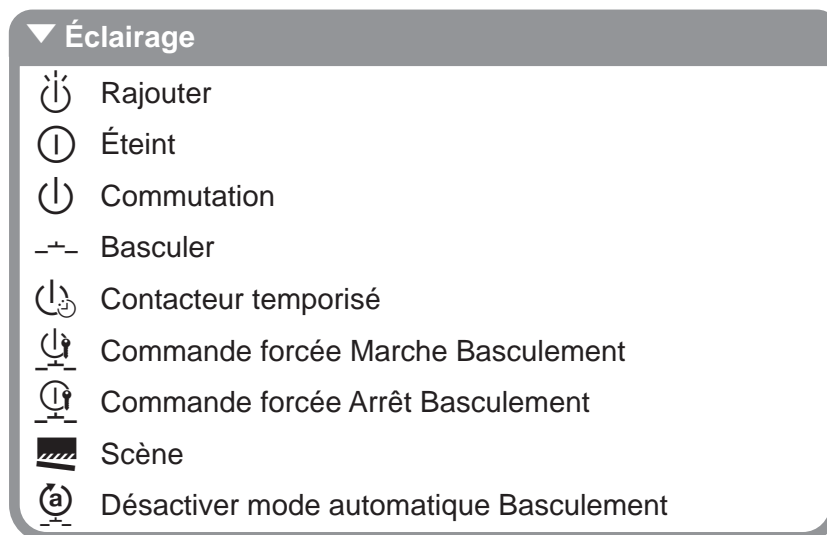 Éclairage
Rajouter
Éteint
Commutation
Basculer
Contacteur temporisé
Commande forcée Marche Basculement
Commande forcée Arrêt Basculement
Scène
a Désactiver mode automatique Basculement